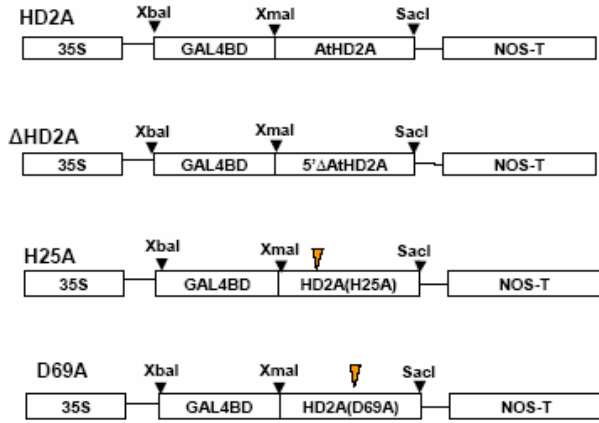 HD2A
XbaI XmaI SacI
35S GAL4BD AtHD2A NOS-T
ΔHD2A
XbaI XmaI SacI
35S GAL4BD 5'ΔAtHD2A NOS-T
H25A
XbaI XmaI SacI
35S GAL4BD HD2A(H25A) NOS-T
D69A
XbaI XmaI SacI
35S GAL4BD HD2A(D69A) NOS-T